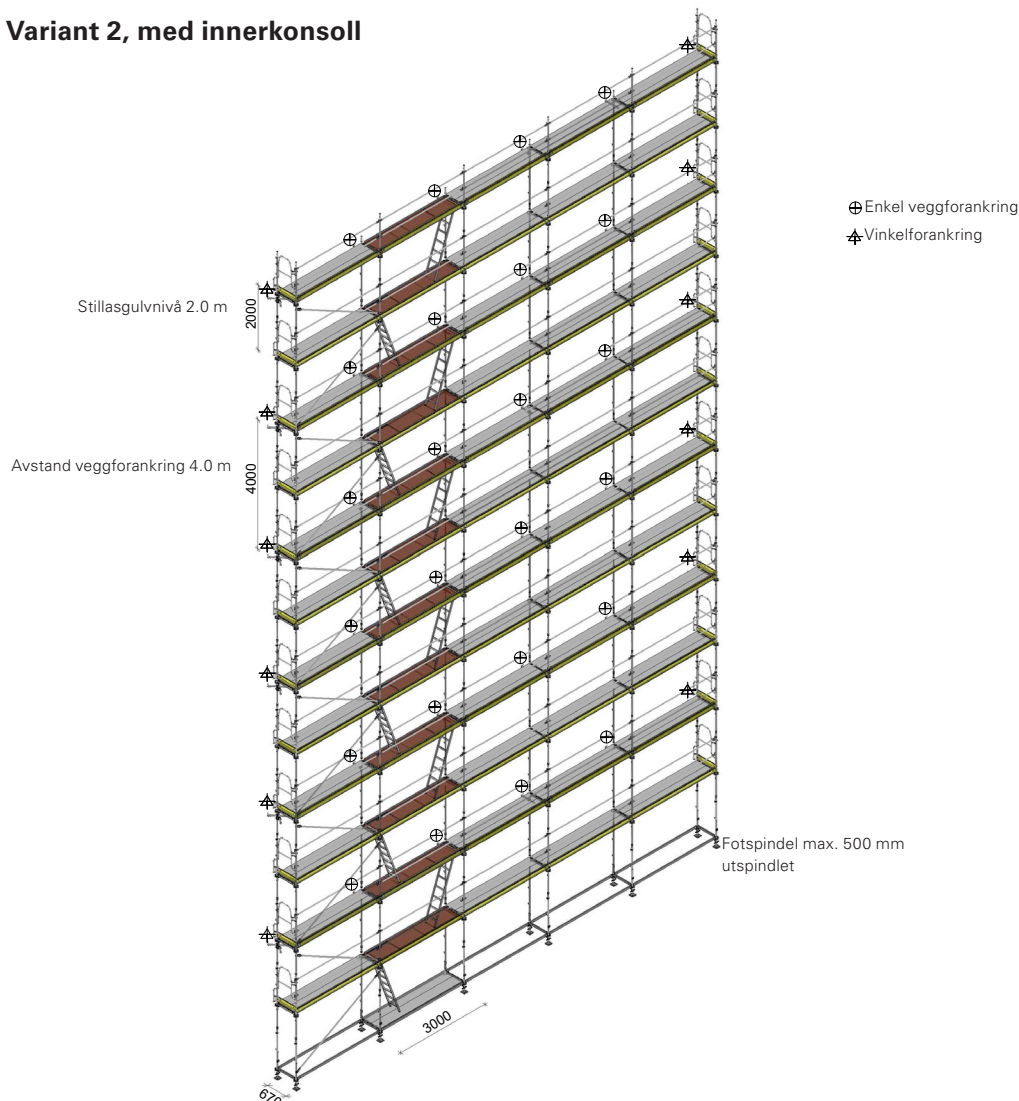 Variant 2, med innerkonsoll
Enkel veggforankring
Vinkelforankring
Stillasgulvnivå 2.0 m
2000
Avstand veggforankring 4.0 m
4000
Fotspindel max. 500 mm
utspindlet
3000
670